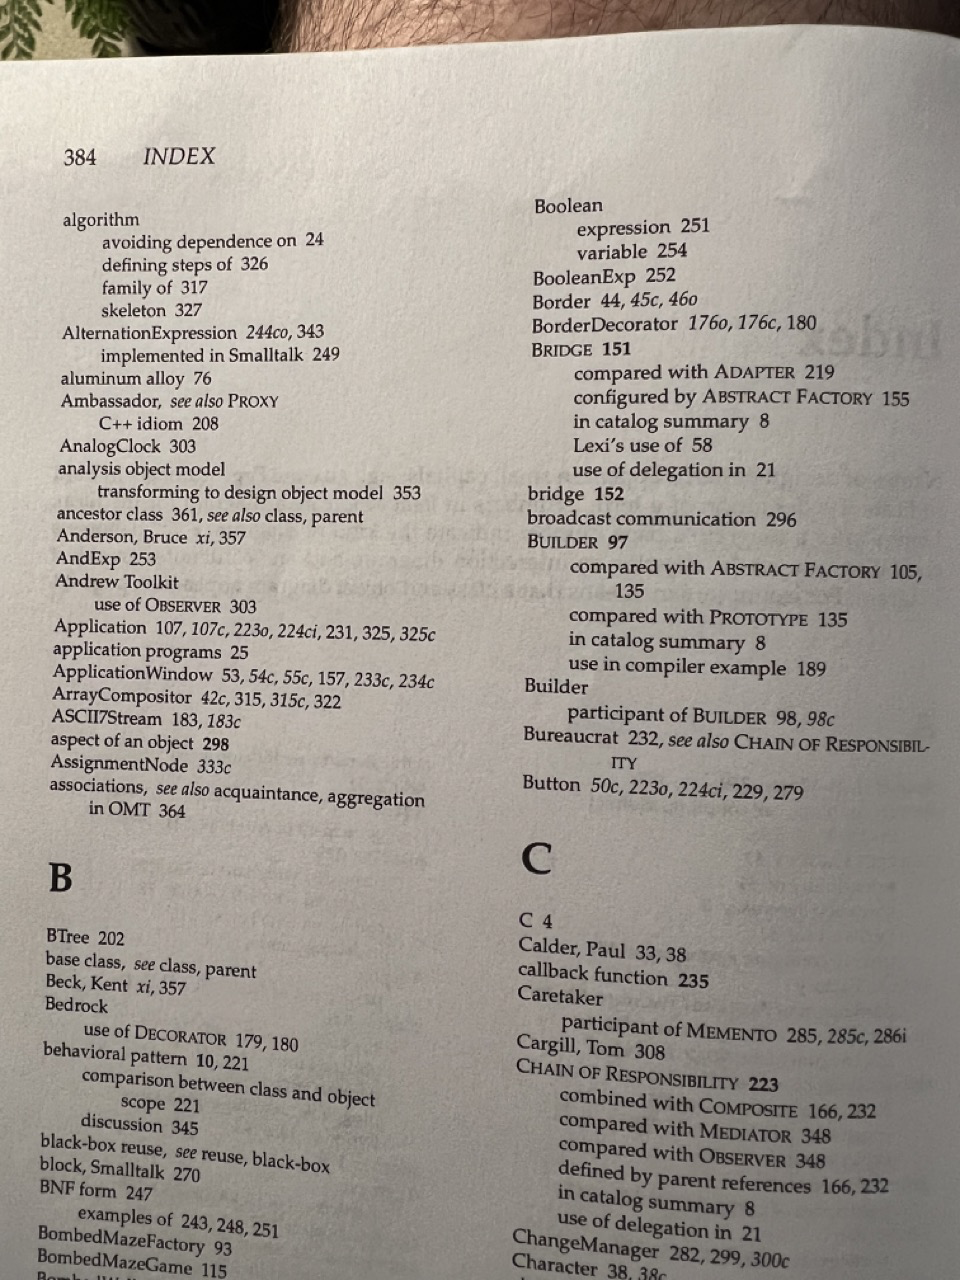 384 INDEX
algorithm
avoiding dependence on 24
defining steps of 326
family of 317
skeleton 327
AlternationExpression 244co, 343
implemented in Smalltalk 249
aluminum alloy 76
Ambassador, see also PROXY
C++ idiom 208
AnalogClock 303
analysis object model
transforming to design object model 353
ancestor class 361, see also class, parent
Anderson, Bruce xi, 357
AndExp 253
Andrew Toolkit
use of OBSERVER 303
Application 107, 107c, 223o, 224ci, 231, 325, 325c
application programs 25
ApplicationWindow 53, 54c, 55c, 157, 233c, 234c
ArrayCompositor 42c, 315, 315c, 322
ASCII7Stream 183, 183c
aspect of an object 298
AssignmentNode 333c
associations, see also acquaintance, aggregation
in OMT 364
B
BTree 202
base class, see class, parent
Beck, Kent xi, 357
Bedrock
use of DECORATOR 179, 180
behavioral pattern 10, 221
comparison between class and object
scope 221
discussion 345
black-box reuse, see reuse, black-box
block, Smalltalk 270
BNF form 247
examples of 243, 248, 251
BombedMazeFactory 93
BombedMazeGame 115
Boolean
expression 251
variable 254
BooleanExp 252
Border 44, 45c, 46o
BorderDecorator 176o, 176c, 180
BRIDGE 151
compared with ADAPTER 219
configured by ABSTRACT FACTORY 155
in catalog summary 8
Lexi's use of 58
use of delegation in 21
bridge 152
broadcast communication 296
BUILDER 97
compared with ABSTRACT FACTORY 105,
135
compared with PROTOTYPE 135
in catalog summary 8
use in compiler example 189
Builder
participant of BUILDER 98, 98c
Bureaucrat 232, see also CHAIN OF RESPONSIBIL-
ITY
Button 50c, 223o, 224ci, 229, 279
C
C 4
Calder, Paul 33, 38
callback function 235
Caretaker
participant of MEMENTO 285, 285c, 286i
Cargill, Tom 308
CHAIN OF RESPONSIBILITY 223
combined with COMPOSITE 166, 232
compared with MEDIATOR 348
compared with OBSERVER 348
defined by parent references 166, 232
in catalog summary 8
use of delegation in 21
ChangeManager 282, 299, 300c
Character 38, 38c